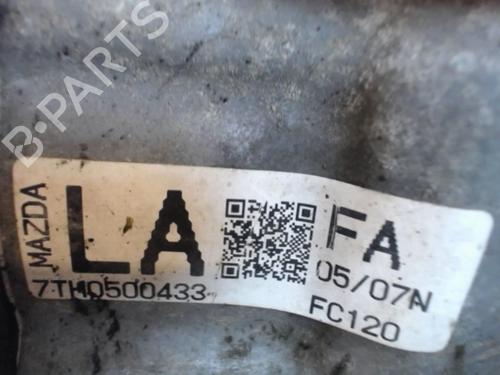 B-PARTS
MAZDA
LA
FA
7TH0500433
05/07N
FC120